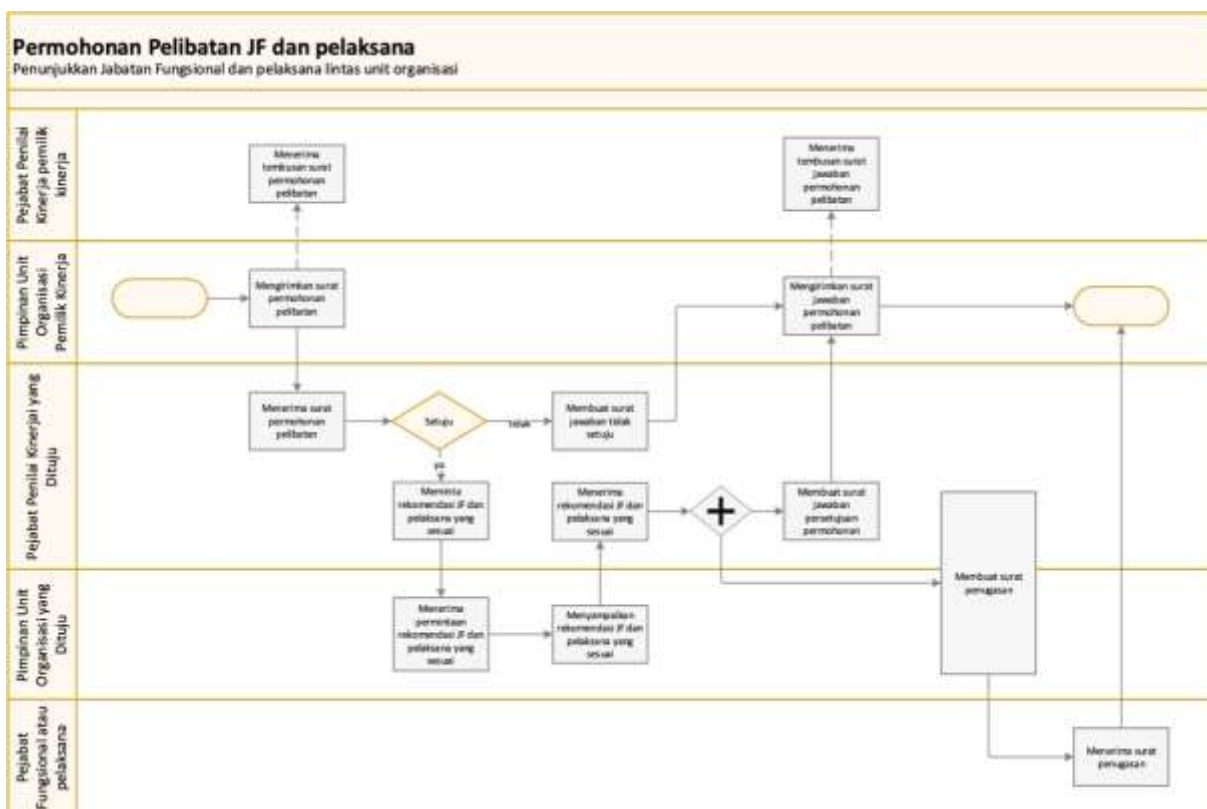 Permohonan Pelibatan JF dan pelaksana
Penunjukkan Jabatan Fungsional dan pelaksana lintas unit organisasi
Pejabat Penilai
Kinerja pemilik
kinerja
Menerima
tembusan surat
permohonan
pelibatan
Menerima
tembusan surat
jawaban
permohonan
pelibatan
Pimpinan Unit
Organisasi
Pemilik Kinerja
Mengirimkan surat
permohonan
pelibatan
Mengirimkan surat
jawaban
permohonan
pelibatan
Pejabat Penilai Kinerjai yang
Dituju
Menerima surat
permohonan
pelibatan
Setuju
tidak
Membuat surat
jawaban tidak
setuju
ya
Meminta
rekomendasi JF dan
pelaksana yang
sesuai
Menerima
rekomendasi JF dan
pelaksana yang
sesuai
Membuat surat
jawaban
persetujuan
permohonan
Membuat surat
penugasan
Pimpinan Unit
Organisasi yang
Dituju
Menerima
permintaan
rekomendasi JF dan
pelaksana yang
sesuai
Menyampaikan
rekomendasi JF dan
pelaksana yang
sesuai
Pejabat
Fungsional atau
pelaksana
Menerima surat
penugasan